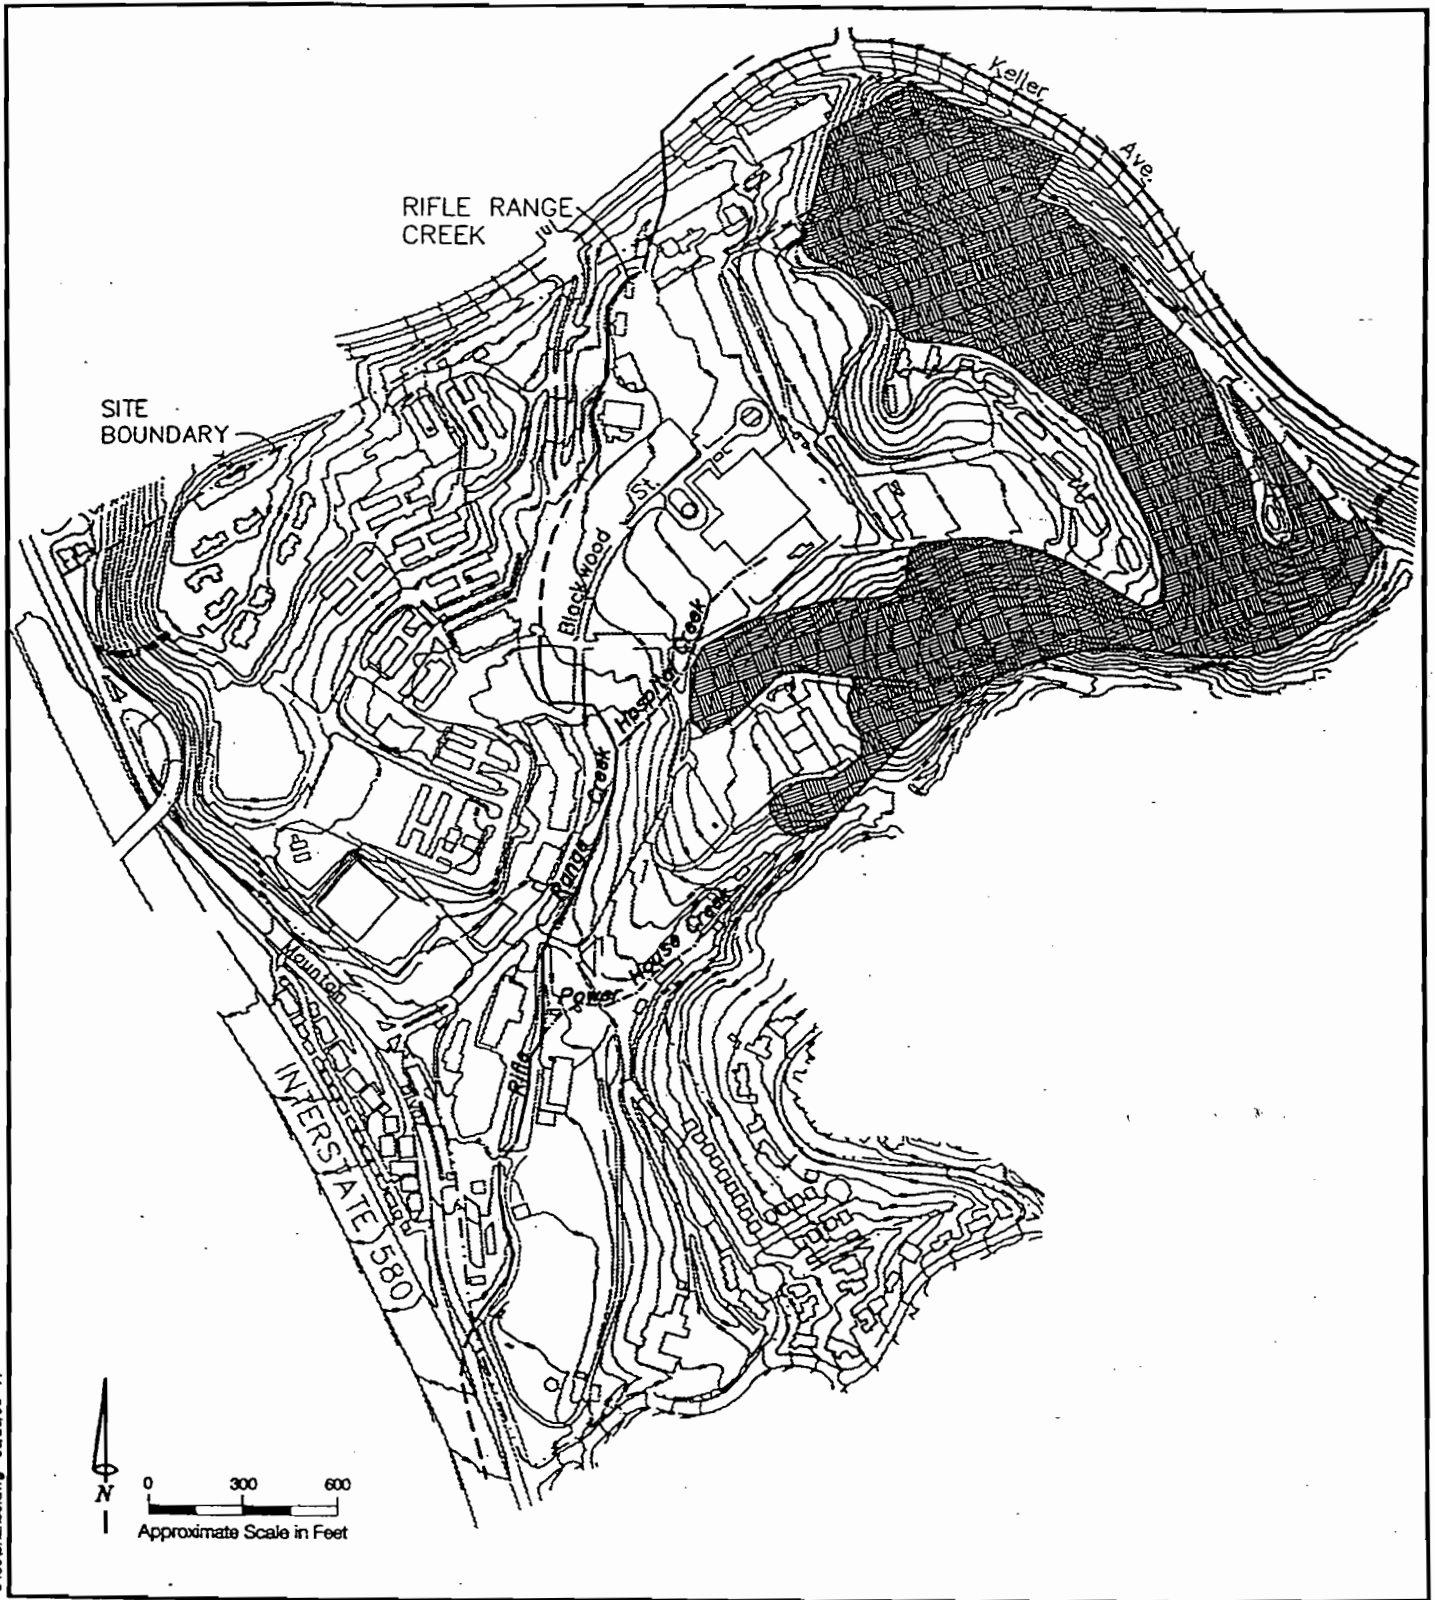 Keller
Ave.
RIFLE RANGE
CREEK
SITE
BOUNDARY
St.
Blackwood
Hospital Creek
Rifle Range Creek
Power House Creek
Mountain
INTERSTATE 580
N
0 300 600
Approximate Scale in Feet